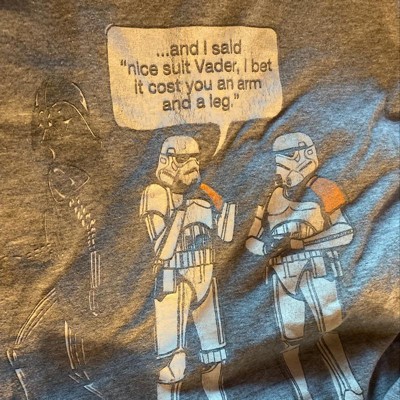 ...and I said
"nice suit Vader, I bet
it cost you an arm
and a leg."